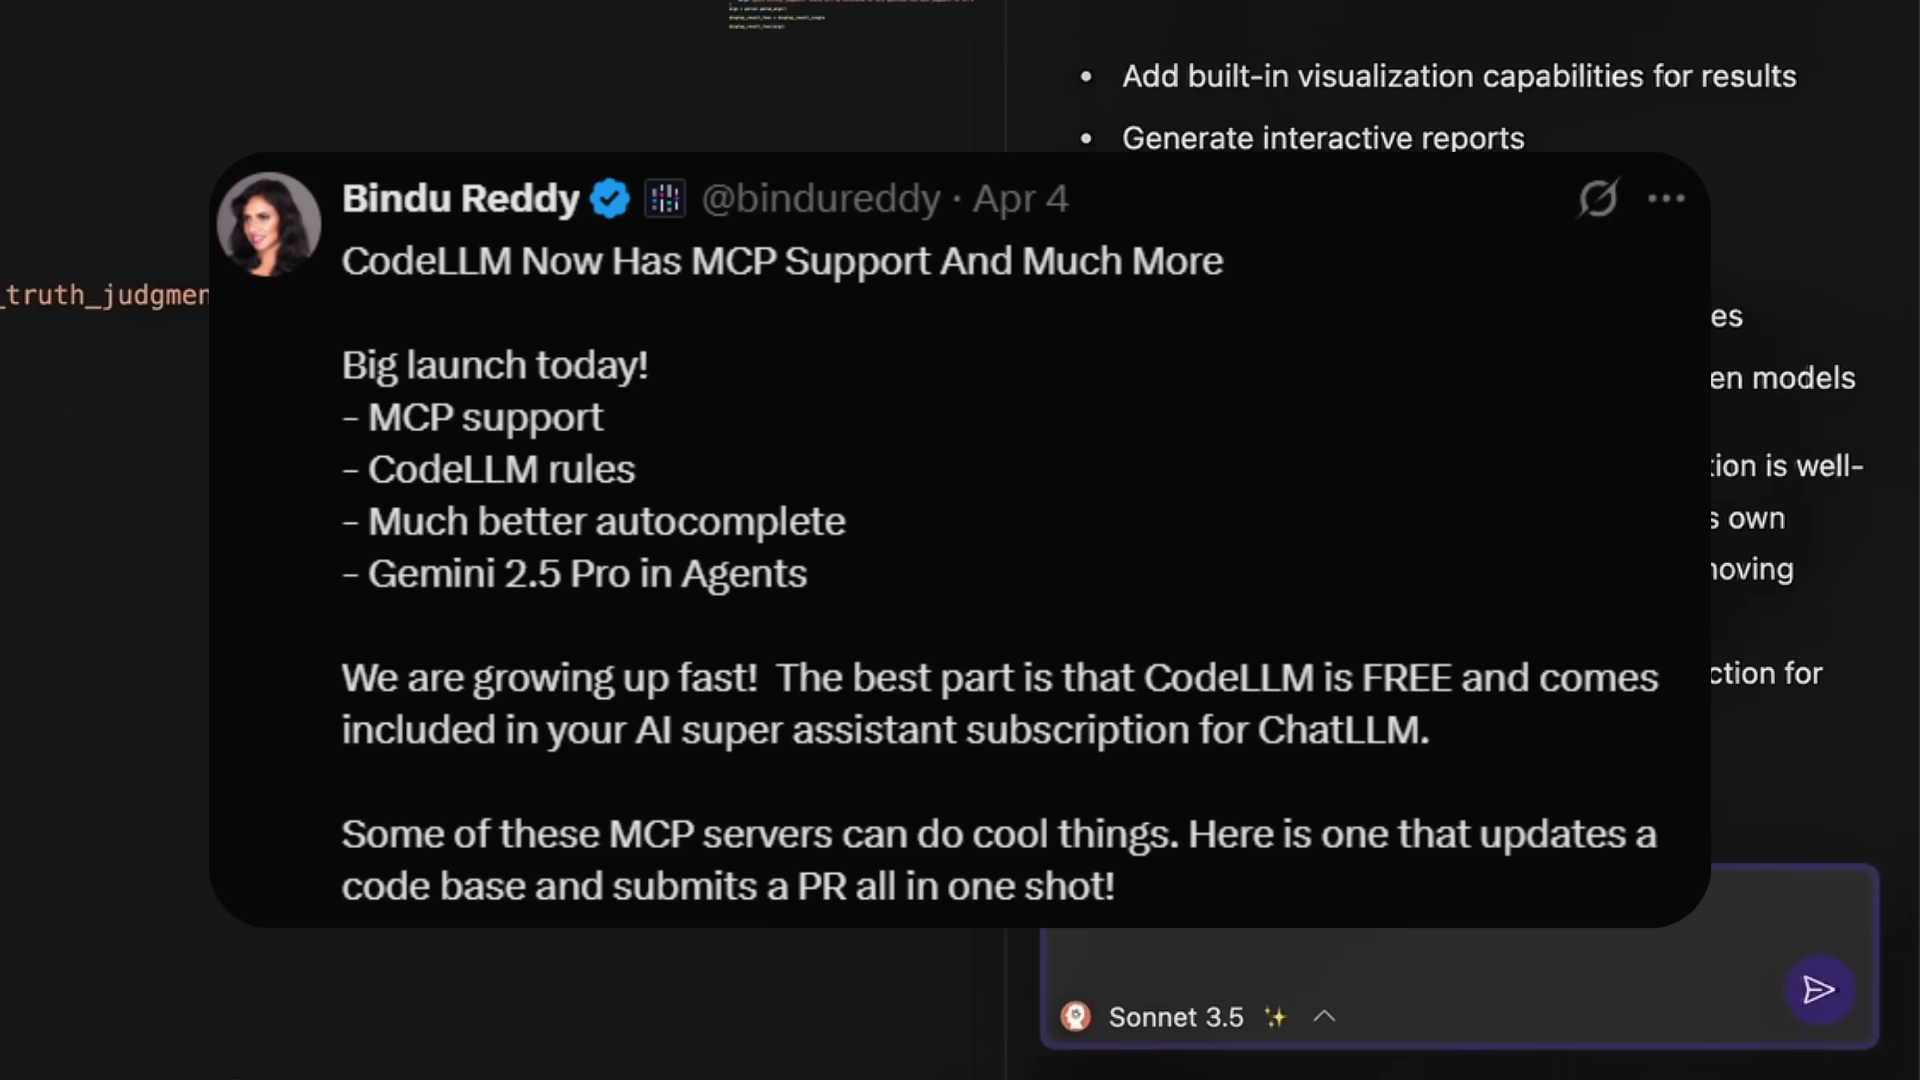 Add built-in visualization capabilities for results
Generate interactive reports
Bindu Reddy @bindureddy · Apr 4
CodeLLM Now Has MCP Support And Much More
Big launch today!
- MCP support
- CodeLLM rules
- Much better autocomplete
- Gemini 2.5 Pro in Agents
We are growing up fast!  The best part is that CodeLLM is FREE and comes
included in your AI super assistant subscription for ChatLLM.
Some of these MCP servers can do cool things. Here is one that updates a
code base and submits a PR all in one shot!
_truth_judgmen
es
en models
tion is well-
s own
noving
ction for
Sonnet 3.5